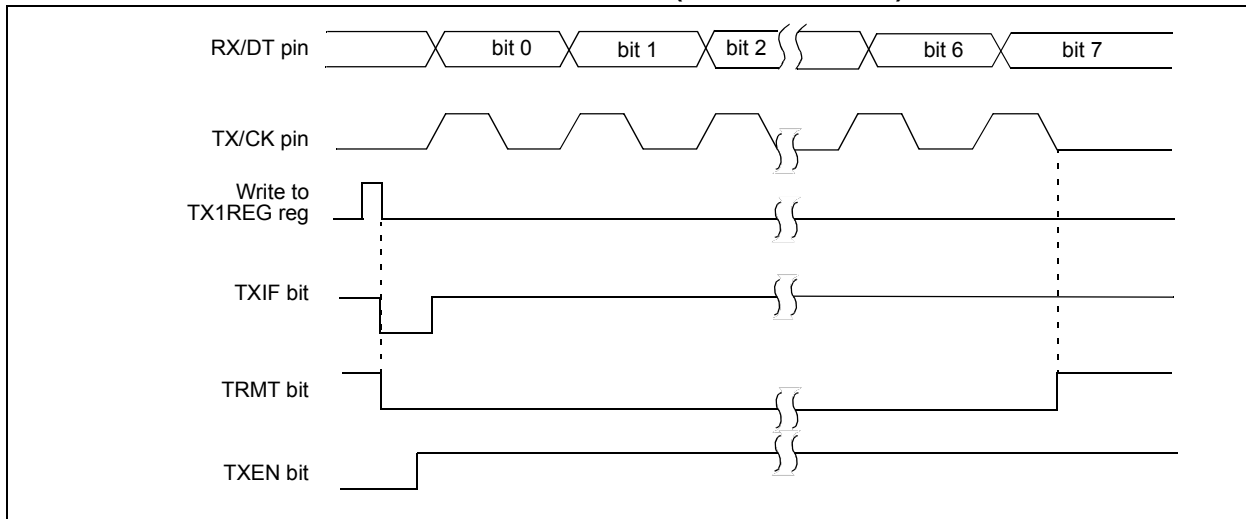 RX/DT pin
bit 0
bit 1
bit 2
bit 6
bit 7
TX/CK pin
Write to
TX1REG reg
TXIF bit
TRMT bit
TXEN bit